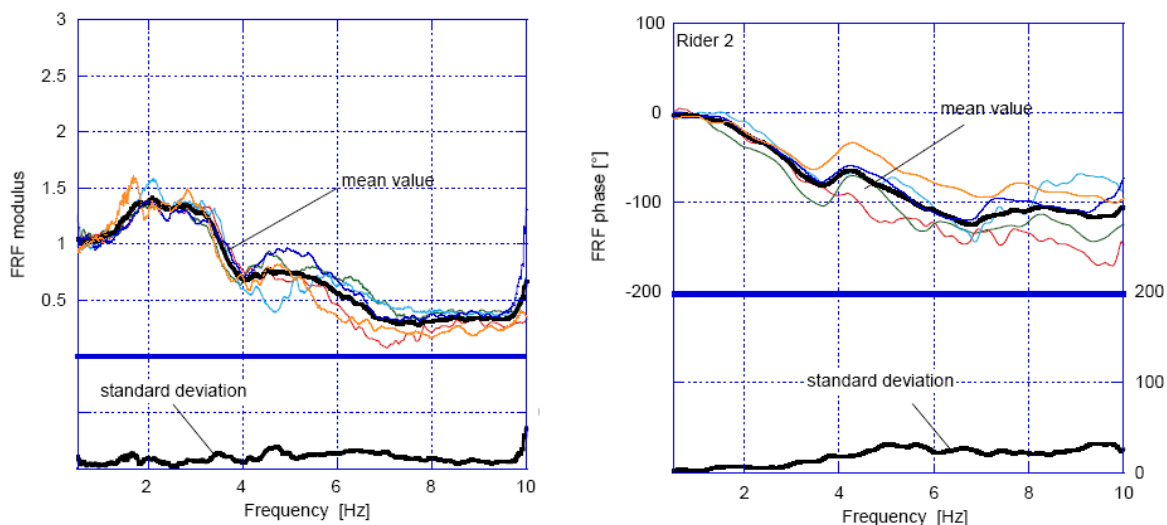 3
2.5
2
1.5
1
0.5
FRF modulus
mean value
standard deviation
2
4
6
8
10
Frequency [Hz]
100
0
-100
-200
FRF phase [°]
Rider 2
mean value
200
100
0
standard deviation
2
4
6
8
10
Frequency [Hz]